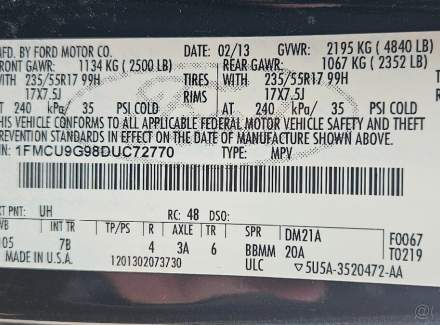 MFD. BY FORD MOTOR CO. DATE: 02/13 GVWR: 2195 KG ( 4840 LB)
FRONT GAWR: 1134 KG ( 2500 LB) REAR GAWR: 1067 KG ( 2352 LB)
WITH 235/55R17 99H TIRES WITH 235/55R17 99H
17X7.5J RIMS 17X7.5J
AT 240 kPa/ 35 PSI COLD AT 240 kPa/ 35 PSI COLD
THIS VEHICLE CONFORMS TO ALL APPLICABLE FEDERAL MOTOR VEHICLE SAFETY AND THEFT
PREVENTION STANDARDS IN EFFECT ON THE DATE OF MANUFACTURE SHOWN ABOVE.
1FMCU9G98DUC72770 TYPE: MPV
EXT PNT: UH RC: 48 DSO:
WB INT TR TP/PS R AXLE TR SPR DM21A F0067
105 7B 4 3A 6 BBMM 20A T0219
MADE IN U.S.A. 1201302073730 ULC 5U5A-3520472-AA